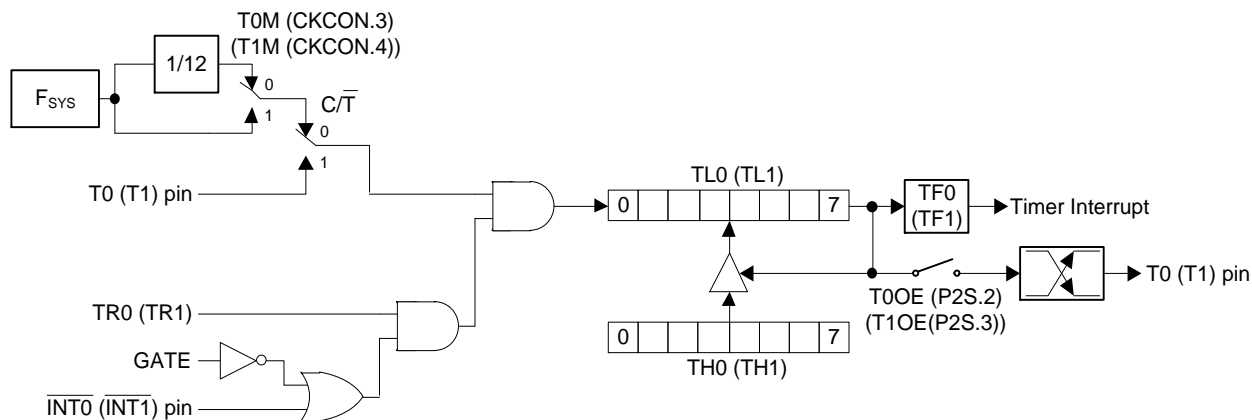 T0M (CKCON.3)
(T1M (CKCON.4))
1/12
FSYS
0
1
C/T̅
0
1
T0 (T1) pin
TL0 (TL1)
0 7
TF0
(TF1)
Timer Interrupt
T0 (T1) pin
T0OE (P2S.2)
(T1OE(P2S.3))
TR0 (TR1)
0 7
TH0 (TH1)
GATE
I̅N̅T̅0̅ (I̅N̅T̅1̅) pin